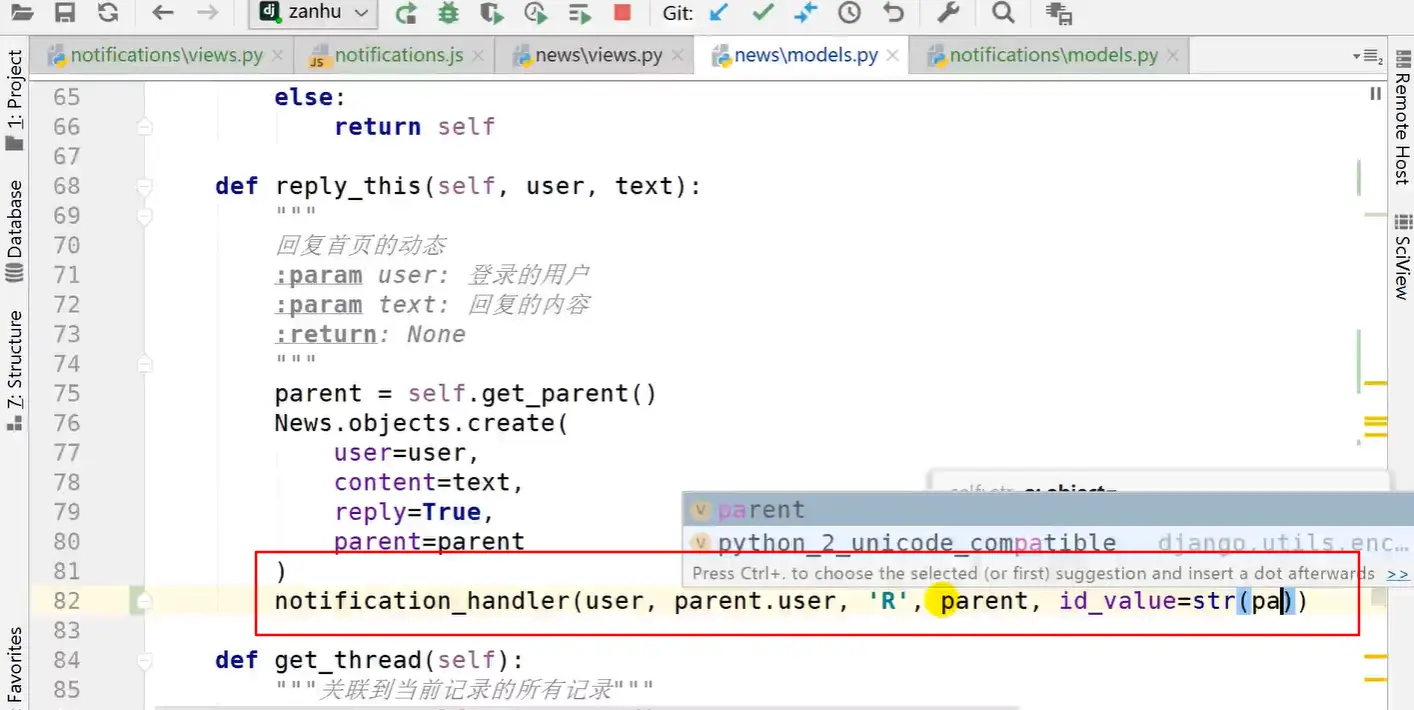 zanhu
Git:
notifications\views.py
notifications.js
news\views.py
news\models.py
notifications\models.py
1: Project
Database
7: Structure
Favorites
Remote Host
SciView
65 else:
66 return self
67
68 def reply_this(self, user, text):
69 """
70 回复首页的动态
71 :param user: 登录的用户
72 :param text: 回复的内容
73 :return: None
74 """
75 parent = self.get_parent()
76 News.objects.create(
77 user=user,
78 content=text,
79 reply=True,
80 parent=parent
81 )
82 notification_handler(user, parent.user, 'R', parent, id_value=str(pa))
83
84 def get_thread(self):
85 """关联到当前记录的所有记录"""
parent
python_2_unicode_compatible django.utils.enc…
Press Ctrl+. to choose the selected (or first) suggestion and insert a dot afterwards >>